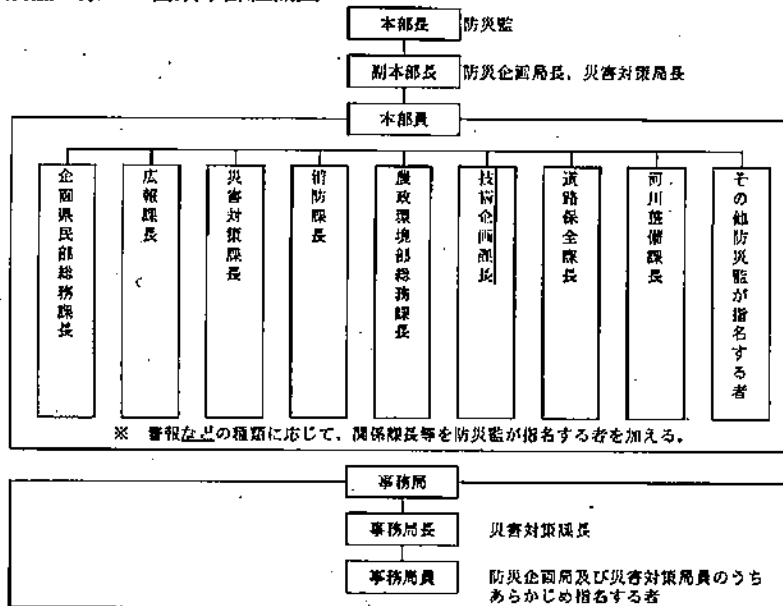 本部長 防災監
副本部長 防災企画局長，災害対策局長
本部員
企画県民部総務課長
広報課長
災害対策課長
消防課長
農政環境部総務課長
技術企画課長
道路保全課長
河川整備課長
その他防災監が指名する者
※ 警報などの種類に応じて、関係課長等を防災監が指名する者を加える。
事務局
事務局長 災害対策課長
事務局員 防災企画局及び災害対策局員のうち
あらかじめ指名する者